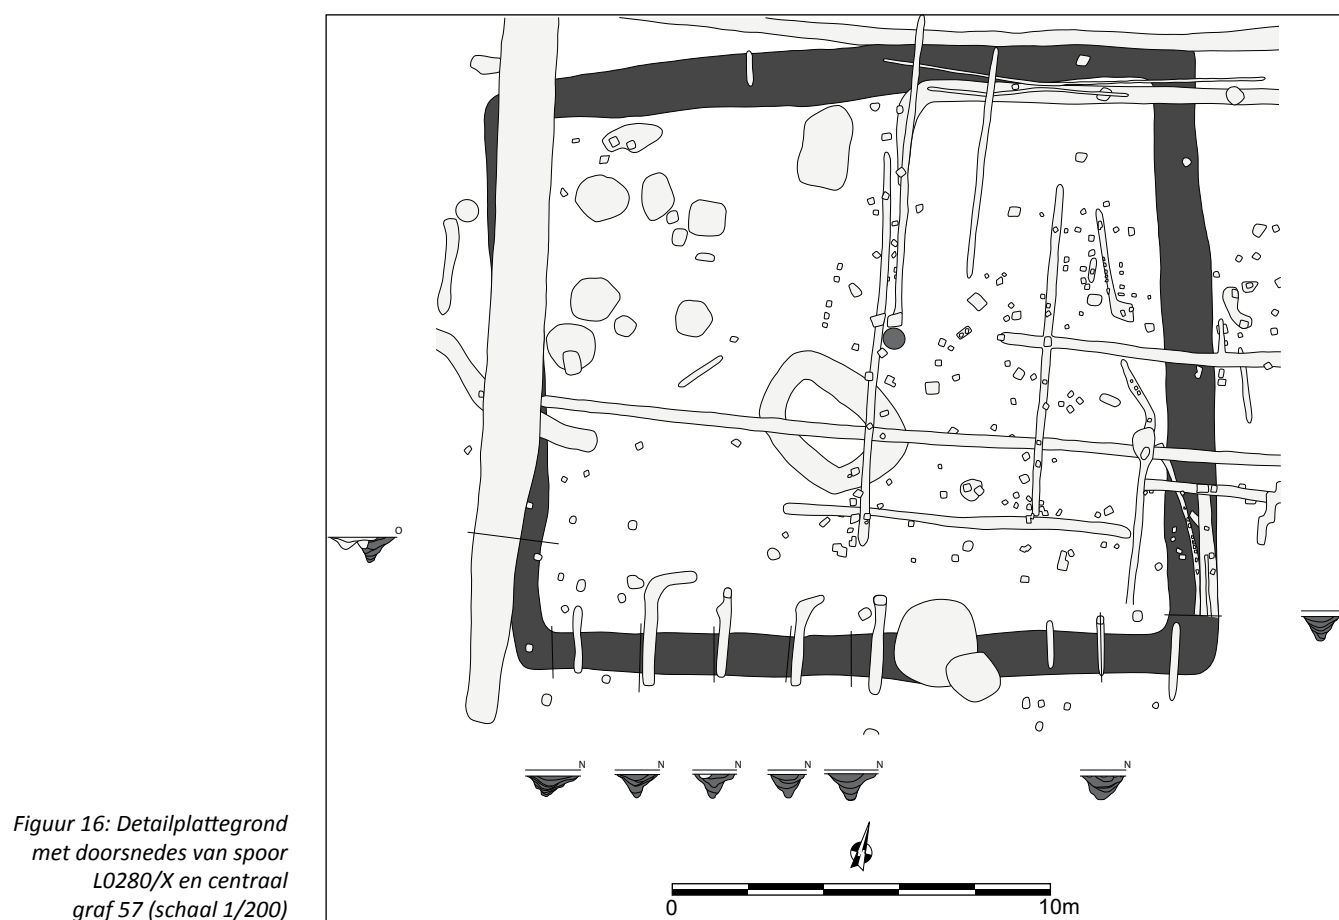 O
N
N
N
N
N
N
0
10m
Figuur 16: Detailplattegrond
met doorsnedes van spoor
L0280/X en centraal
graf 57 (schaal 1/200)